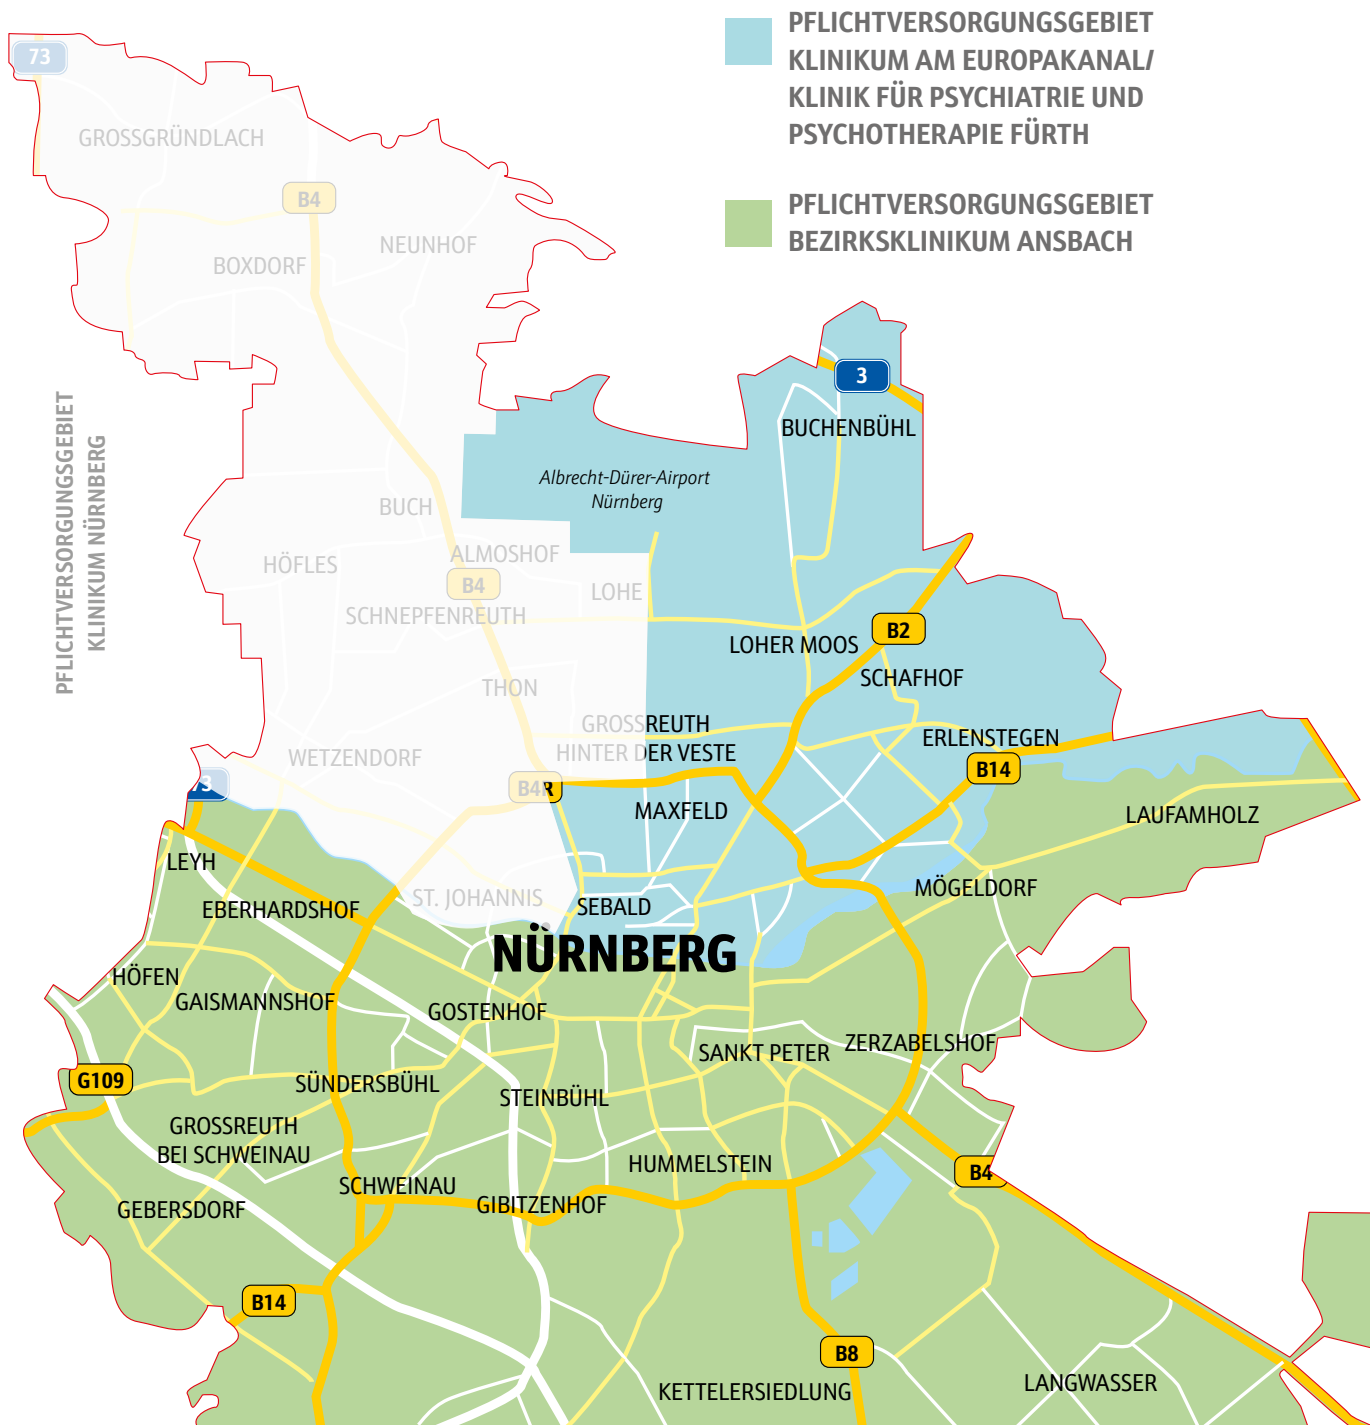 PFLICHTVERSORGUNGSGEBIET
KLINIKUM AM EUROPAKANAL/
KLINIK FÜR PSYCHIATRIE UND
PSYCHOTHERAPIE FÜRTH
PFLICHTVERSORGUNGSGEBIET
BEZIRKSKLINIKUM ANSBACH
73
GROSSGRÜNDLACH
B4
NEUNHOF
BOXDORF
3
BUCHENBÜHL
PFLICHTVERSORGUNGSGEBIET
KLINIKUM NÜRNBERG
Albrecht-Dürer-Airport
Nürnberg
BUCH
ALMOSHOF
HÖFLES
B4
LOHE
SCHNEPFENREUTH
B2
LOHER MOOS
SCHAFHOF
THON
GROSSREUTH
HINTER DER VESTE
ERLENSTEGEN
WETZENDORF
B14
73
B4R
MAXFELD
LAUFAMHOLZ
LEYH
MÖGELDORF
ST. JOHANNIS
EBERHARDSHOF
SEBALD
NÜRNBERG
HÖFEN
GAISMANNSHOF
GOSTENHOF
ZERZABELSHOF
SANKT PETER
G109
SÜNDERSBÜHL
STEINBÜHL
GROSSREUTH
BEI SCHWEINAU
HUMMELSTEIN
B4
SCHWEINAU
GIBITZENHOF
GEBERSDORF
B14
B8
KETTELERSIEDLUNG
LANGWASSER